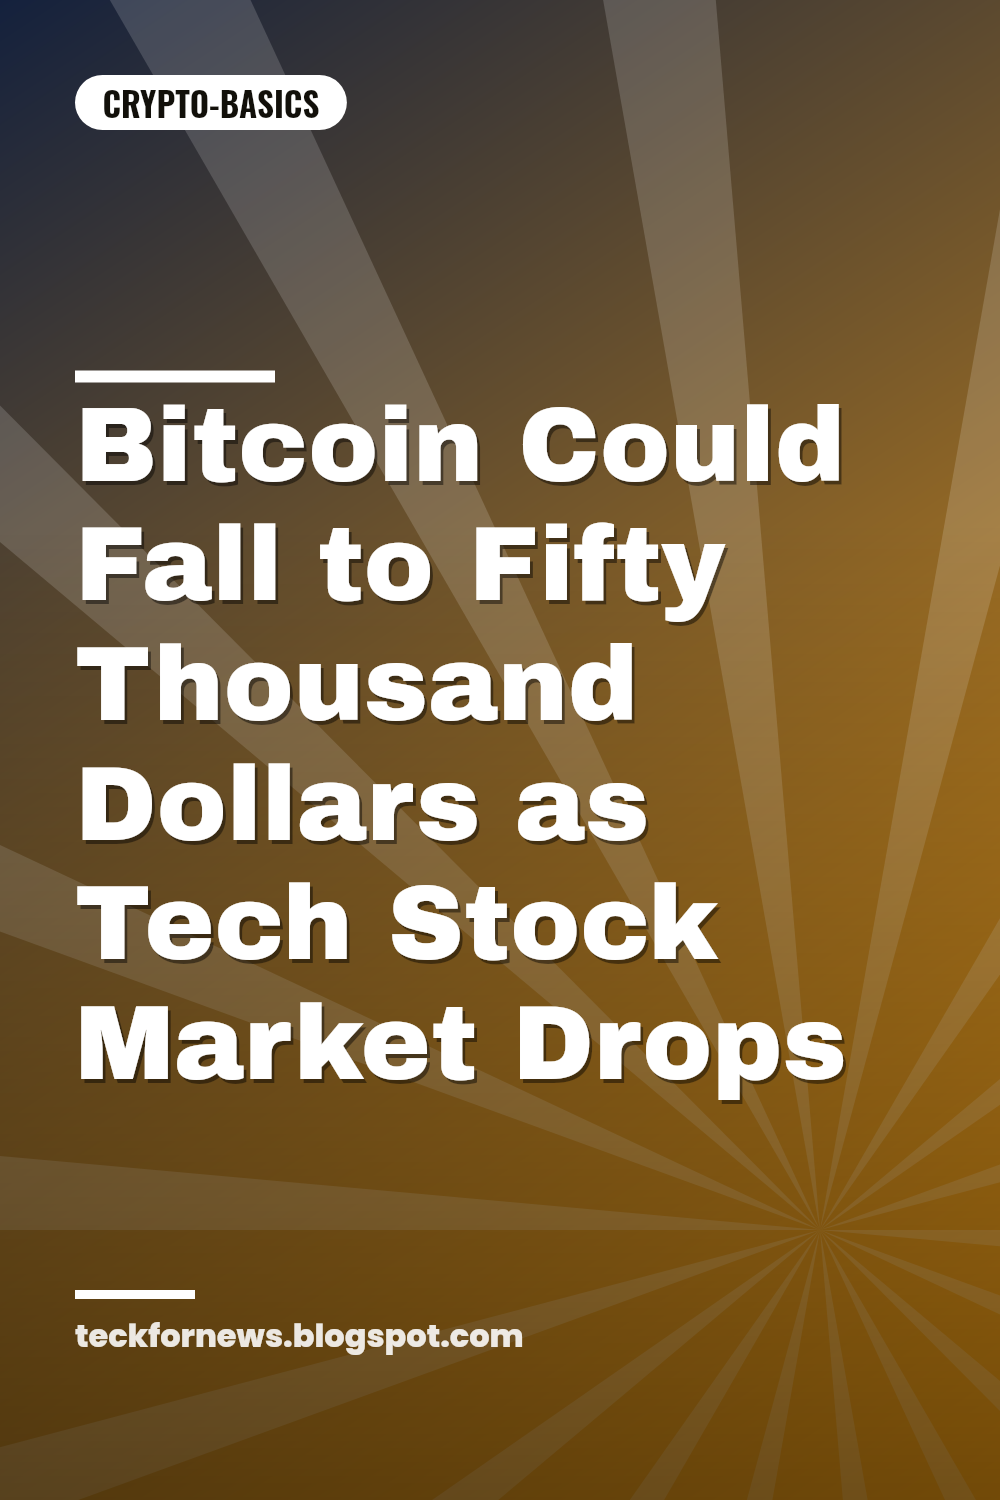 CRYPTO-BASICS
Bitcoin Could
Fall to Fifty
Thousand
Dollars as
Tech Stock
Market Drops
teckfornews.blogspot.com